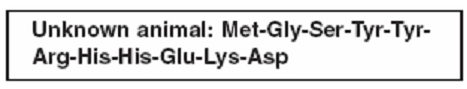 Unknown animal: Met-Gly-Ser-Tyr-Tyr-
Arg-His-His-Glu-Lys-Asp